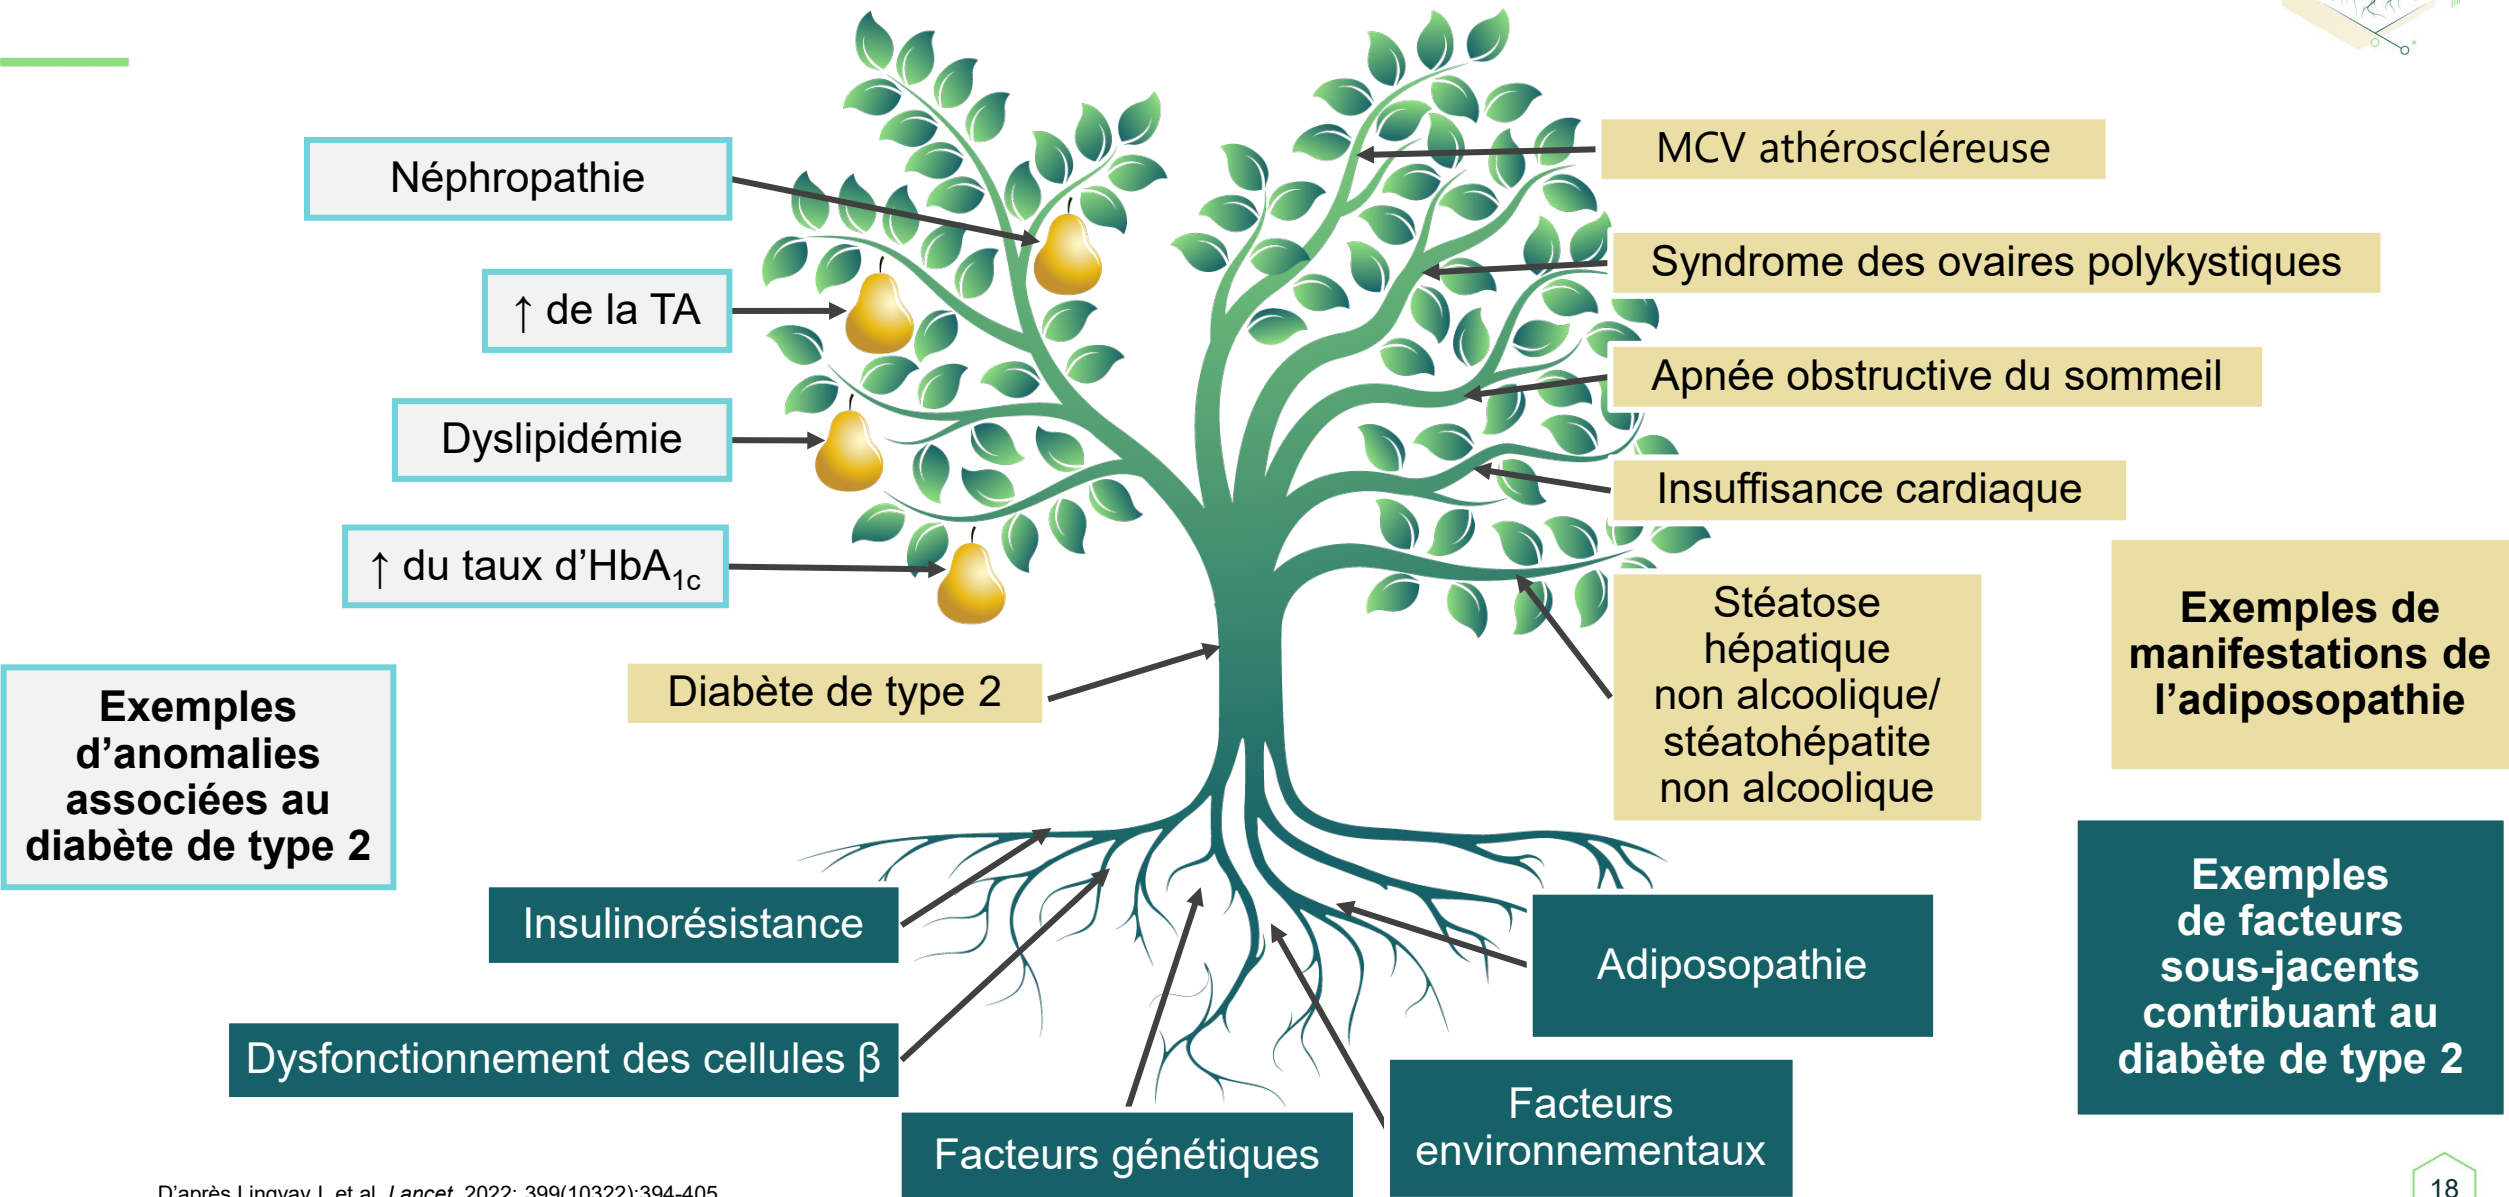 Néphropathie
↑ de la TA
Dyslipidémie
↑ du taux d’HbA1c
Exemples
d’anomalies
associées au
diabète de type 2
Diabète de type 2
MCV athéroscléreuse
Syndrome des ovaires polykystiques
Apnée obstructive du sommeil
Insuffisance cardiaque
Stéatose
hépatique
non alcoolique/
stéatohépatite
non alcoolique
Exemples de
manifestations de
l’adiposopathie
Insulinorésistance
Dysfonctionnement des cellules β
Facteurs génétiques
Facteurs
environnementaux
Adiposopathie
Exemples
de facteurs
sous-jacents
contribuant au
diabète de type 2
D’après Lingvay I, et al. Lancet. 2022; 399(10322):394-405
18